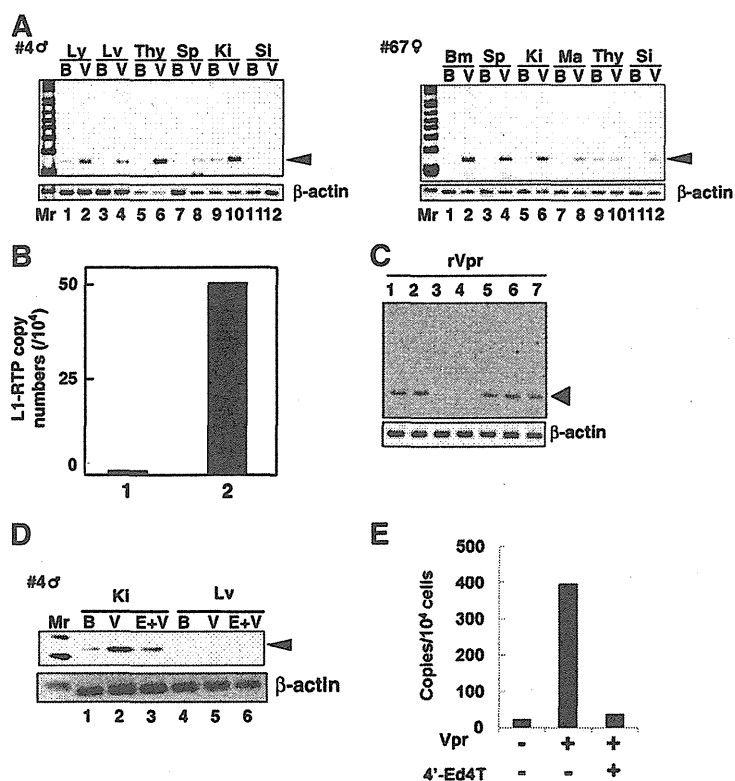 A
#4♂
Ly Lv Thy Sp Ki Si
B V B V B V B V B V B V
β-actin
Mr 1 2 3 4 5 6 7 8 9 10 11 12
#67♀
Bm Sp Ki Ma Thy Si
B V B V B V B V B V B V
β-actin
Mr 1 2 3 4 5 6 7 8 9 10 11 12
B
L1-RTP copy
numbers (/10⁴)
50
25
0
1 2
C
rVpr
1 2 3 4 5 6 7
β-actin
D
#4♂
Ki Lv
Mr B V E+V B V E+V
β-actin
1 2 3 4 5 6
E
Copies/10⁴ cells
500
400
300
200
100
0
Vpr - + +
4'-Ed4T - - +